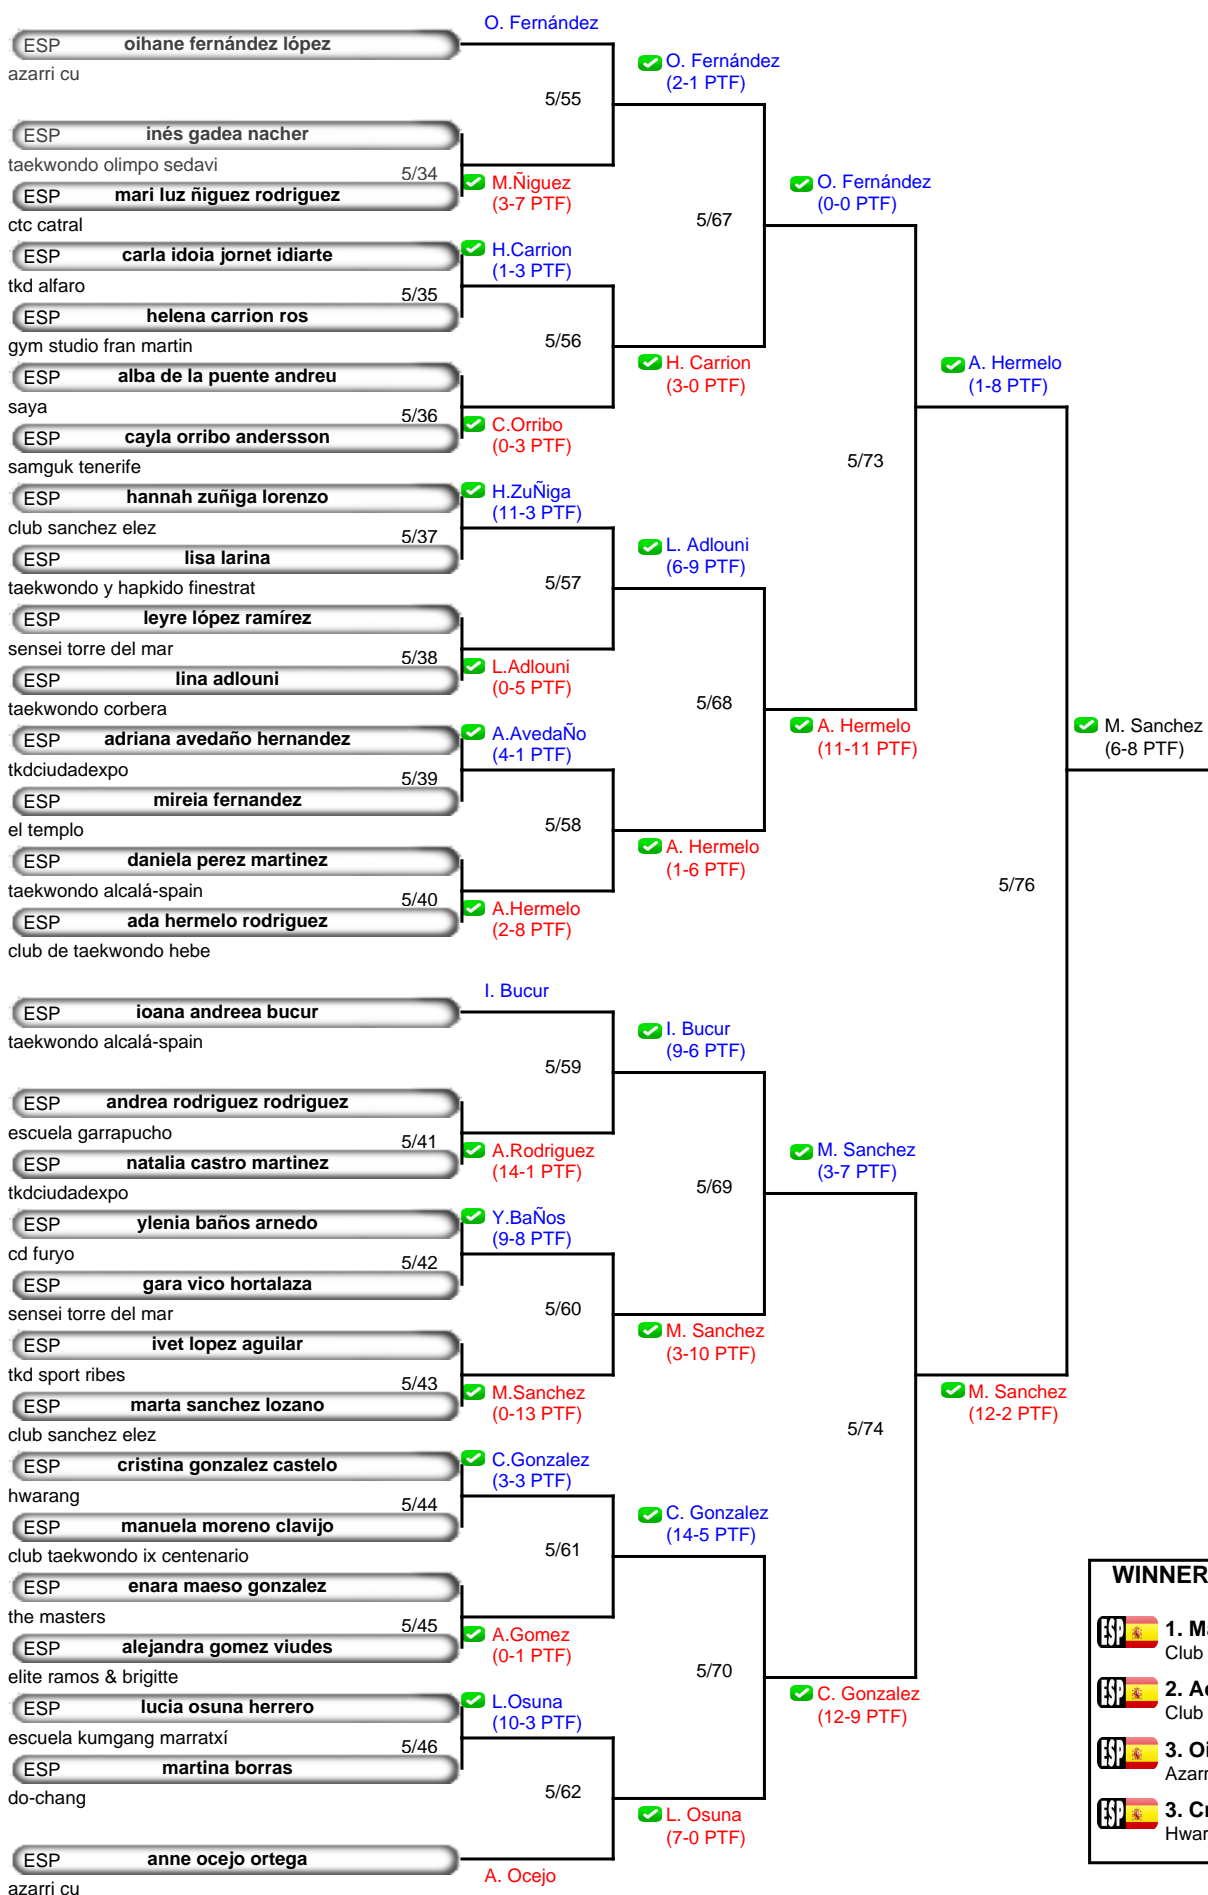 O. Fernández
ESP oihane fernández lópez
azarri cu
O. Fernández
(2-1 PTF)
5/55
ESP inés gadea nacher
taekwondo olimpo sedavi
5/34
M.Ñiguez
(3-7 PTF)
ESP mari luz ñiguez rodriguez
ctc catral
O. Fernández
(0-0 PTF)
5/67
ESP carla idoia jornet idiarte
H.Carrion
(1-3 PTF)
tkd alfaro
5/35
ESP helena carrion ros
gym studio fran martin
5/56
H. Carrion
(3-0 PTF)
ESP alba de la puente andreu
A. Hermelo
(1-8 PTF)
saya
5/36
C.Orribo
(0-3 PTF)
ESP cayla orribo andersson
samguk tenerife
5/73
ESP hannah zuñiga lorenzo
H.ZuÑiga
(11-3 PTF)
club sanchez elez
5/37
ESP lisa larina
L. Adlouni
(6-9 PTF)
taekwondo y hapkido finestrat
5/57
ESP leyre lópez ramírez
sensei torre del mar
5/38
L.Adlouni
(0-5 PTF)
ESP lina adlouni
taekwondo corbera
5/68
A. Hermelo
(11-11 PTF)
M. Sanchez
(6-8 PTF)
ESP adriana avedaño hernandez
A.AvedaÑo
(4-1 PTF)
tkdciudadexpo
5/39
ESP mireia fernandez
el templo
5/58
A. Hermelo
(1-6 PTF)
ESP daniela perez martinez
taekwondo alcalá-spain
5/40
A.Hermelo
(2-8 PTF)
ESP ada hermelo rodriguez
club de taekwondo hebe
5/76
I. Bucur
ESP ioana andreea bucur
taekwondo alcalá-spain
I. Bucur
(9-6 PTF)
5/59
ESP andrea rodriguez rodriguez
escuela garrapucho
5/41
A.Rodriguez
(14-1 PTF)
ESP natalia castro martinez
tkdciudadexpo
M. Sanchez
(3-7 PTF)
5/69
ESP ylenia baños arnedo
Y.BaÑos
(9-8 PTF)
cd furyo
5/42
ESP gara vico hortalaza
sensei torre del mar
5/60
M. Sanchez
(3-10 PTF)
ESP ivet lopez aguilar
tkd sport ribes
5/43
M.Sanchez
(0-13 PTF)
ESP marta sanchez lozano
club sanchez elez
M. Sanchez
(12-2 PTF)
5/74
ESP cristina gonzalez castelo
C.Gonzalez
(3-3 PTF)
hwarang
5/44
ESP manuela moreno clavijo
club taekwondo ix centenario
C. Gonzalez
(14-5 PTF)
5/61
ESP enara maeso gonzalez
the masters
5/45
A.Gomez
(0-1 PTF)
ESP alejandra gomez viudes
elite ramos & brigitte
5/70
C. Gonzalez
(12-9 PTF)
ESP lucia osuna herrero
L.Osuna
(10-3 PTF)
escuela kumgang marratxí
5/46
ESP martina borras
do-chang
5/62
L. Osuna
(7-0 PTF)
ESP anne ocejo ortega
A. Ocejo
azarri cu
WINNER
ESP 1. Ma
Club
ESP 2. Ad
Club
ESP 3. Oi
Azarr
ESP 3. Cr
Hwar